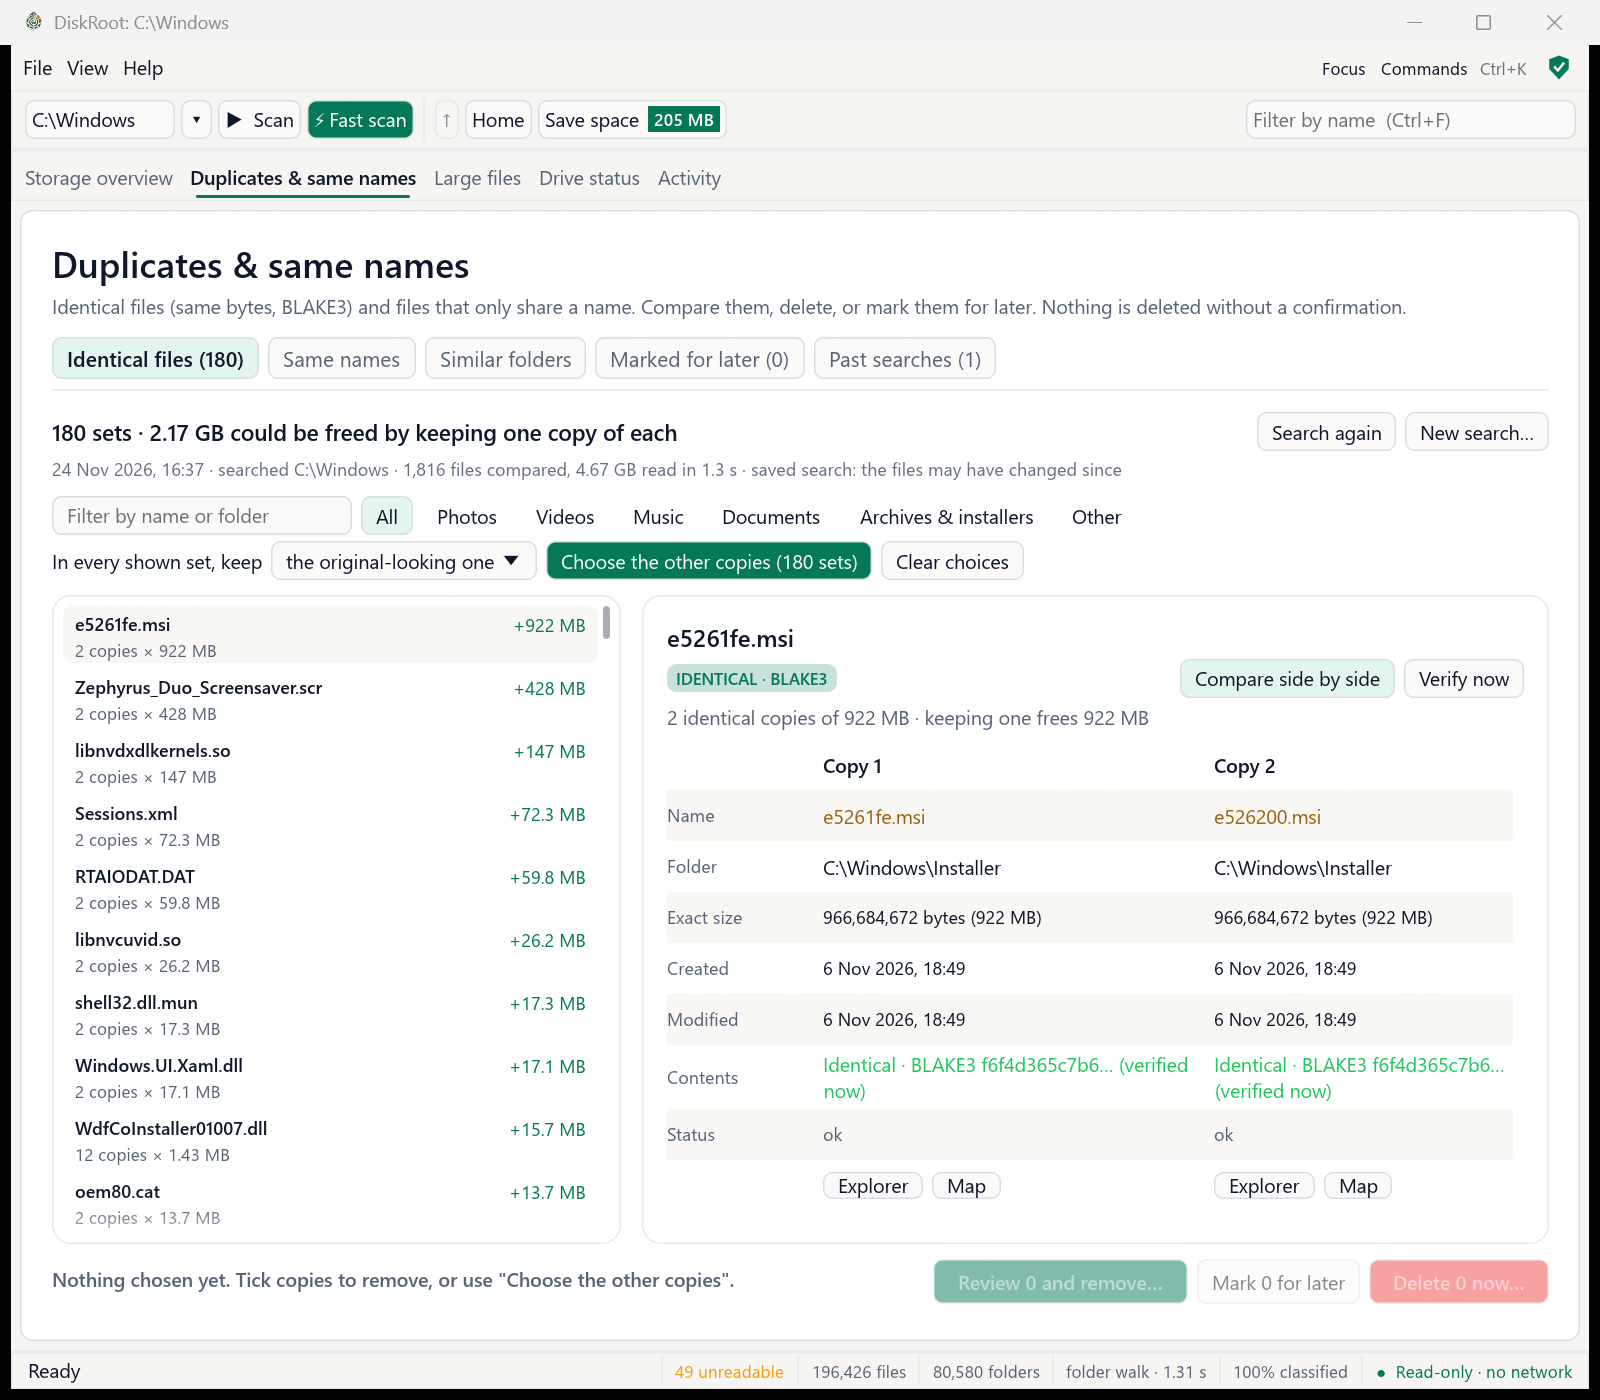 DiskRoot: C:\Windows
File View Help
Focus Commands Ctrl+K
C:\Windows ▾ ▶ Scan ⚡ Fast scan ↑ Home Save space 205 MB Filter by name (Ctrl+F)
Storage overview Duplicates & same names Large files Drive status Activity
Duplicates & same names
Identical files (same bytes, BLAKE3) and files that only share a name. Compare them, delete, or mark them for later. Nothing is deleted without a confirmation.
Identical files (180) Same names Similar folders Marked for later (0) Past searches (1)
180 sets · 2.17 GB could be freed by keeping one copy of each
Search again New search...
24 Nov 2026, 16:37 · searched C:\Windows · 1,816 files compared, 4.67 GB read in 1.3 s · saved search: the files may have changed since
Filter by name or folder All Photos Videos Music Documents Archives & installers Other
In every shown set, keep the original-looking one ▼ Choose the other copies (180 sets) Clear choices
e5261fe.msi +922 MB
2 copies × 922 MB
Zephyrus_Duo_Screensaver.scr +428 MB
2 copies × 428 MB
libnvdxdlkernels.so +147 MB
2 copies × 147 MB
Sessions.xml +72.3 MB
2 copies × 72.3 MB
RTAIODAT.DAT +59.8 MB
2 copies × 59.8 MB
libnvcuvid.so +26.2 MB
2 copies × 26.2 MB
shell32.dll.mun +17.3 MB
2 copies × 17.3 MB
Windows.UI.Xaml.dll +17.1 MB
2 copies × 17.1 MB
WdfCoInstaller01007.dll +15.7 MB
12 copies × 1.43 MB
oem80.cat +13.7 MB
2 copies × 13.7 MB
e5261fe.msi
IDENTICAL · BLAKE3
Compare side by side Verify now
2 identical copies of 922 MB · keeping one frees 922 MB
Copy 1 Copy 2
Name e5261fe.msi e526200.msi
Folder C:\Windows\Installer C:\Windows\Installer
Exact size 966,684,672 bytes (922 MB) 966,684,672 bytes (922 MB)
Created 6 Nov 2026, 18:49 6 Nov 2026, 18:49
Modified 6 Nov 2026, 18:49 6 Nov 2026, 18:49
Contents Identical · BLAKE3 f6f4d365c7b6... (verified now) Identical · BLAKE3 f6f4d365c7b6... (verified now)
Status ok ok
Explorer Map Explorer Map
Nothing chosen yet. Tick copies to remove, or use "Choose the other copies".
Review 0 and remove... Mark 0 for later Delete 0 now...
Ready
49 unreadable 196,426 files 80,580 folders folder walk · 1.31 s 100% classified ● Read-only · no network